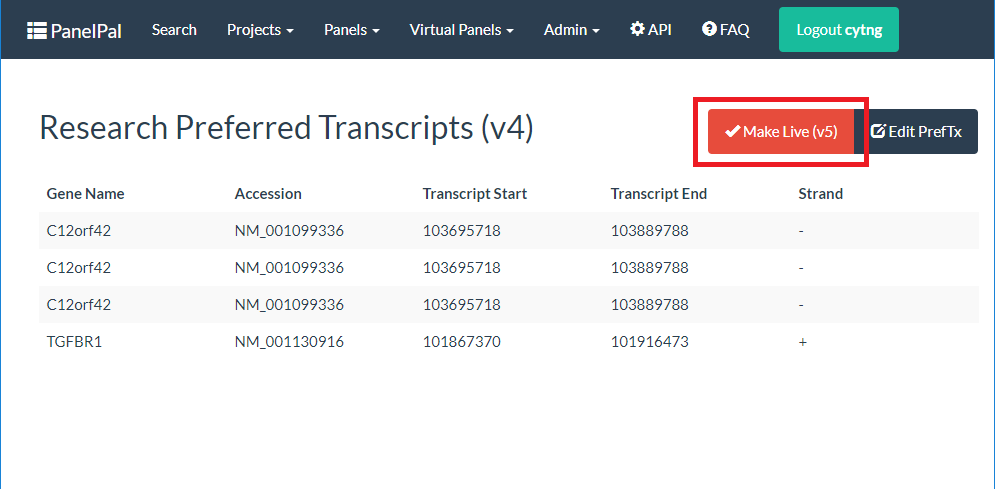 PanelPal Search Projects Panels Virtual Panels Admin API FAQ Logout cytng
Research Preferred Transcripts (v4) Make Live (v5) Edit PrefTx
Gene Name Accession Transcript Start Transcript End Strand
C12orf42 NM_001099336 103695718 103889788 -
C12orf42 NM_001099336 103695718 103889788 -
C12orf42 NM_001099336 103695718 103889788 -
TGFBR1 NM_001130916 101867370 101916473 +